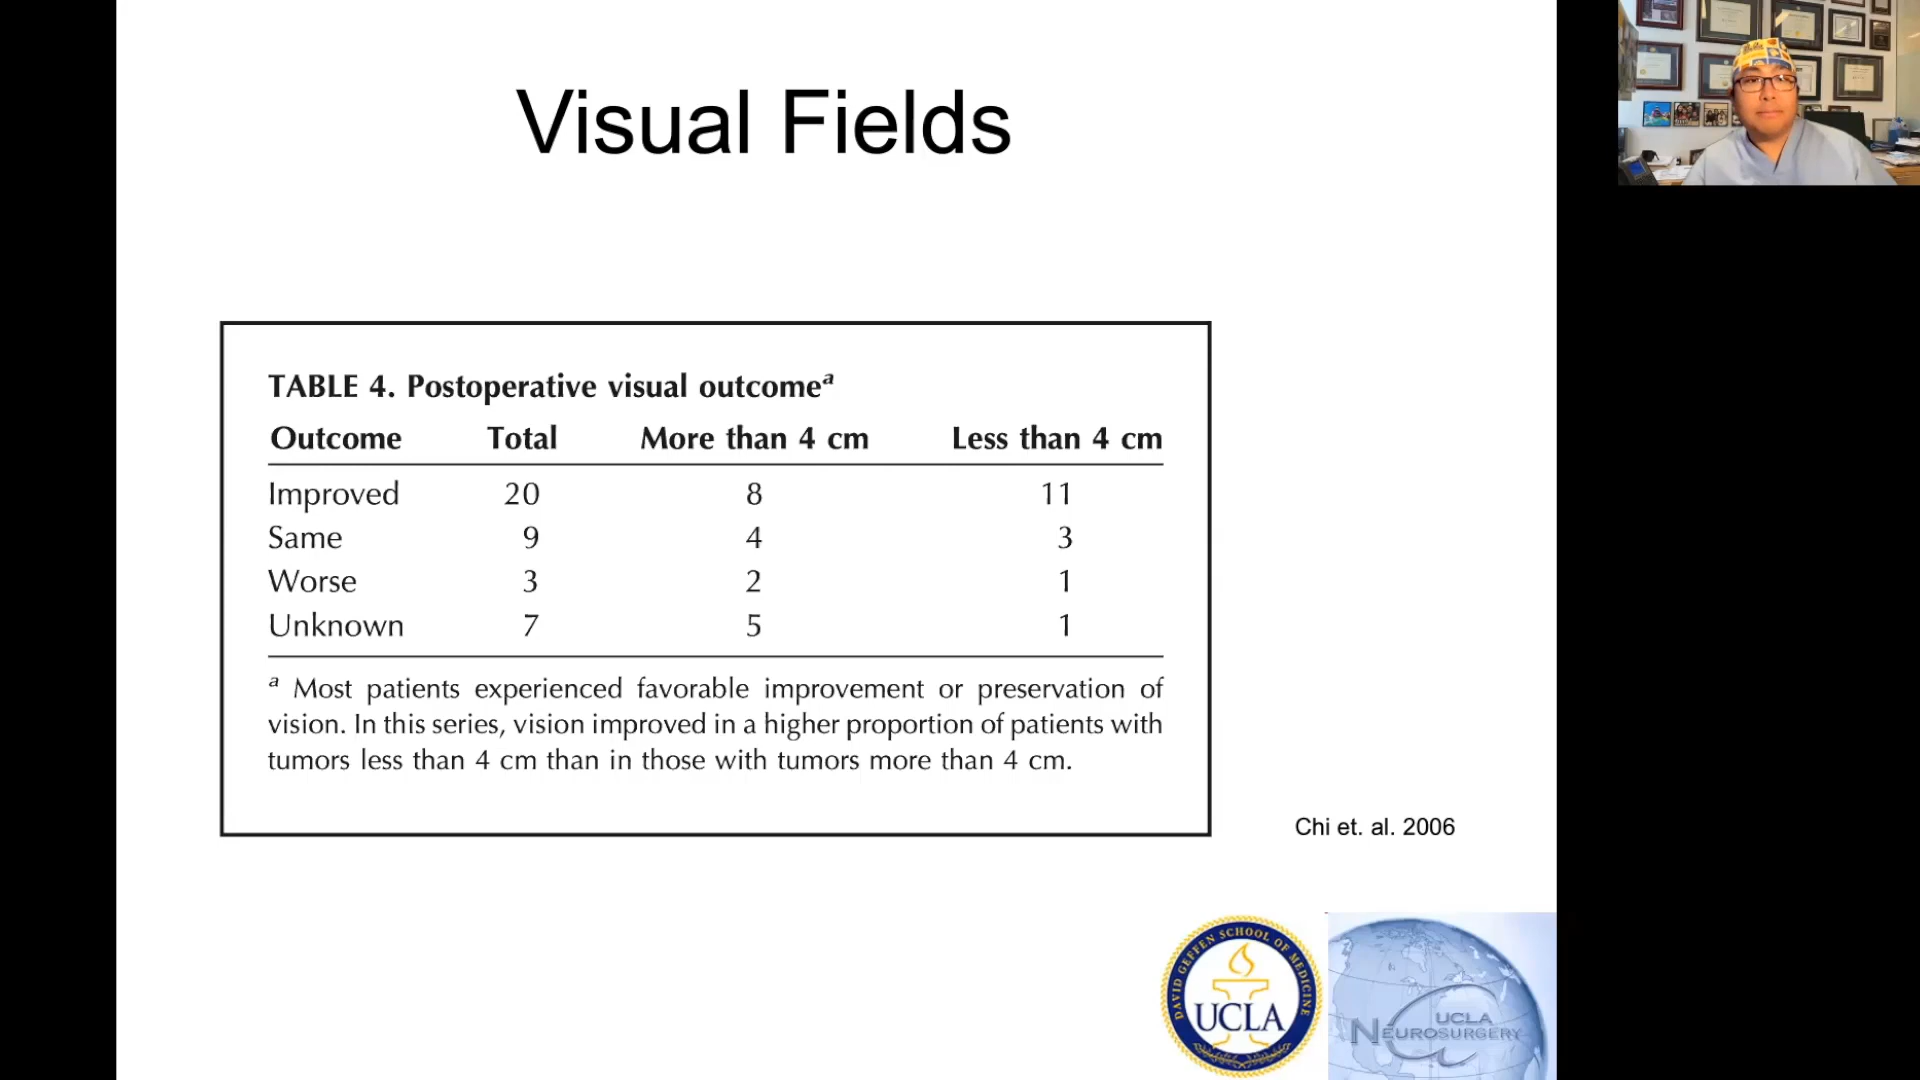 Visual Fields
TABLE 4. Postoperative visual outcomeᵃ
Outcome Total More than 4 cm Less than 4 cm
Improved 20 8 11
Same 9 4 3
Worse 3 2 1
Unknown 7 5 1
ᵃ Most patients experienced favorable improvement or preservation of
vision. In this series, vision improved in a higher proportion of patients with
tumors less than 4 cm than in those with tumors more than 4 cm.
Chi et. al. 2006
DAVID GEFFEN SCHOOL OF MEDICINE
UCLA
UCLA
NEUROSURGERY